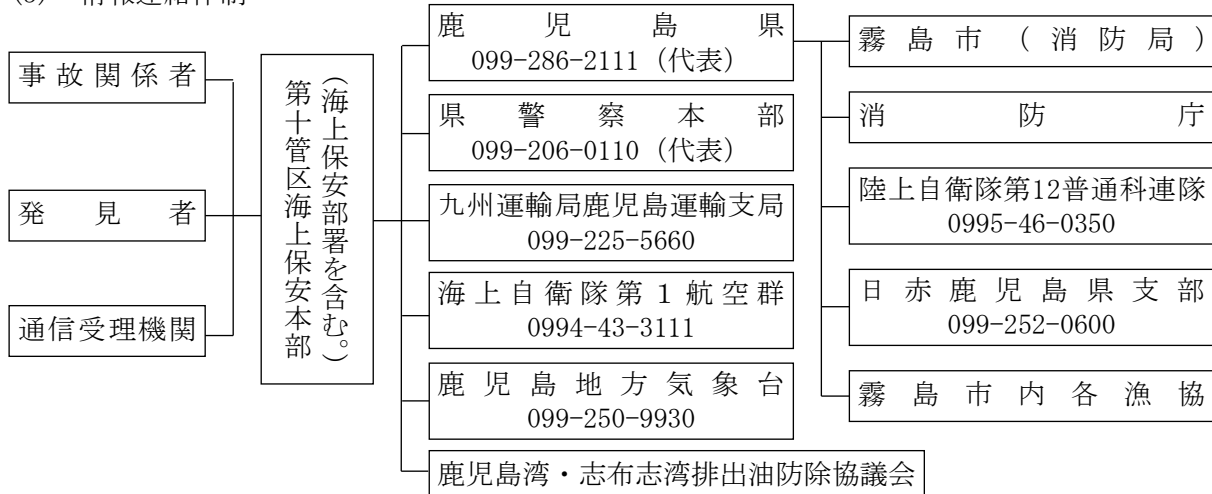 (3) 情報連絡体制
事故関係者
発見者
通信受理機関
第十管区海上保安本部
（海上保安部署を含む。）
鹿児島県
099-286-2111（代表）
県警察本部
099-206-0110（代表）
九州運輸局鹿児島運輸支局
099-225-5660
海上自衛隊第１航空群
0994-43-3111
鹿児島地方気象台
099-250-9930
鹿児島湾・志布志湾排出油防除協議会
霧島市（消防局）
消防庁
陸上自衛隊第12普通科連隊
0995-46-0350
日赤鹿児島県支部
099-252-0600
霧島市内各漁協